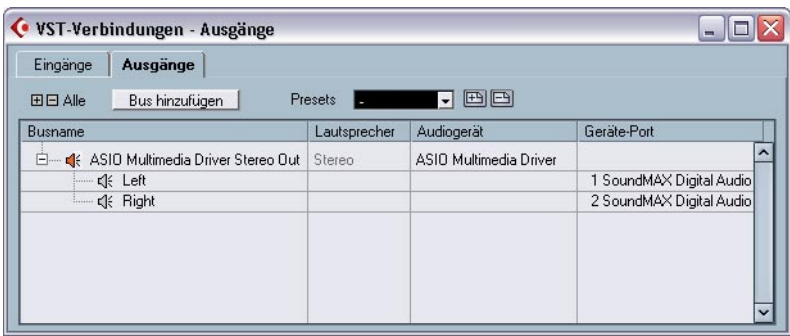 VST-Verbindungen - Ausgänge
Eingänge Ausgänge
Alle Bus hinzufügen Presets -
Busname Lautsprecher Audiogerät Geräte-Port
ASIO Multimedia Driver Stereo Out Stereo ASIO Multimedia Driver
Left 1 SoundMAX Digital Audio
Right 2 SoundMAX Digital Audio